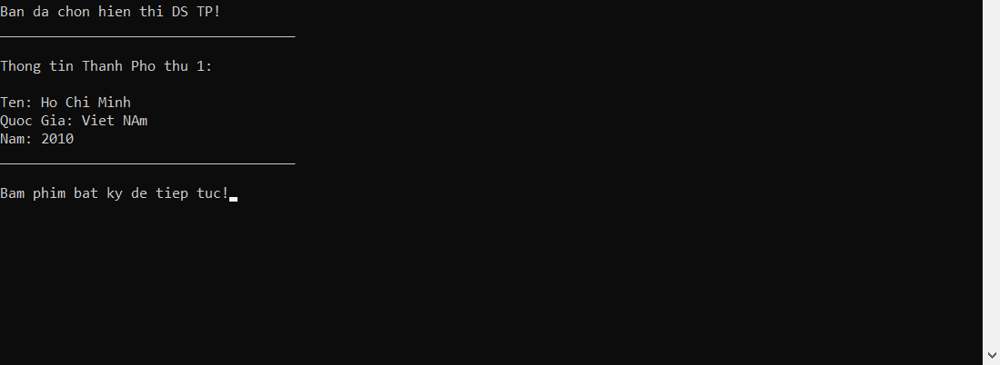 Ban da chon hien thi DS TP!
____________________________________
Thong tin Thanh Pho thu 1:
Ten: Ho Chi Minh
Quoc Gia: Viet NAm
Nam: 2010
____________________________________
Bam phim bat ky de tiep tuc!